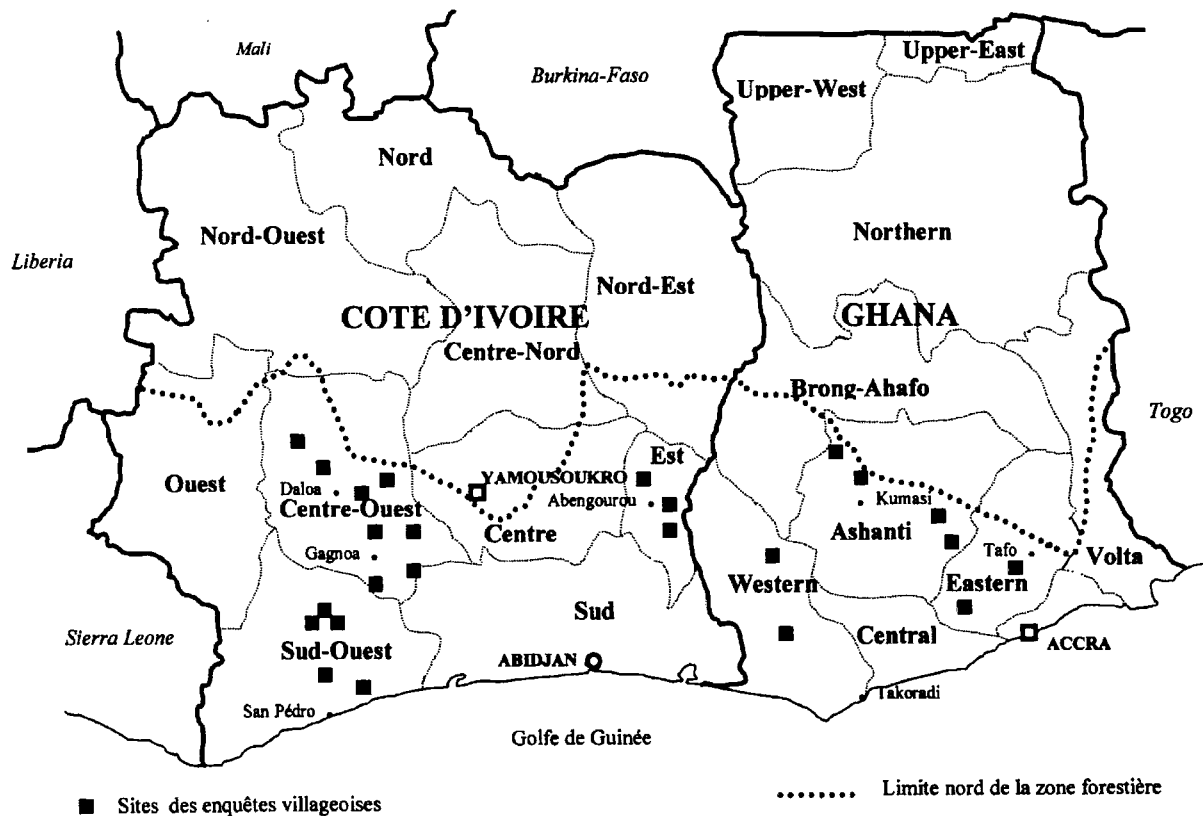 Mali
Burkina-Faso
Upper-East
Upper-West
Nord
Nord-Ouest
Northern
Liberia
Nord-Est
COTE D'IVOIRE
GHANA
Centre-Nord
Brong-Ahafo
Togo
Est
Ouest
YAMOUSOUKRO
Daloa
Abengourou
Kumasi
Centre-Ouest
Centre
Ashanti
Gagnoa
Tafo
Volta
Western
Eastern
Sud
Sierra Leone
Sud-Ouest
Central
ABIDJAN
ACCRA
Takoradi
San Pédro
Golfe de Guinée
Sites des enquêtes villageoises
Limite nord de la zone forestière